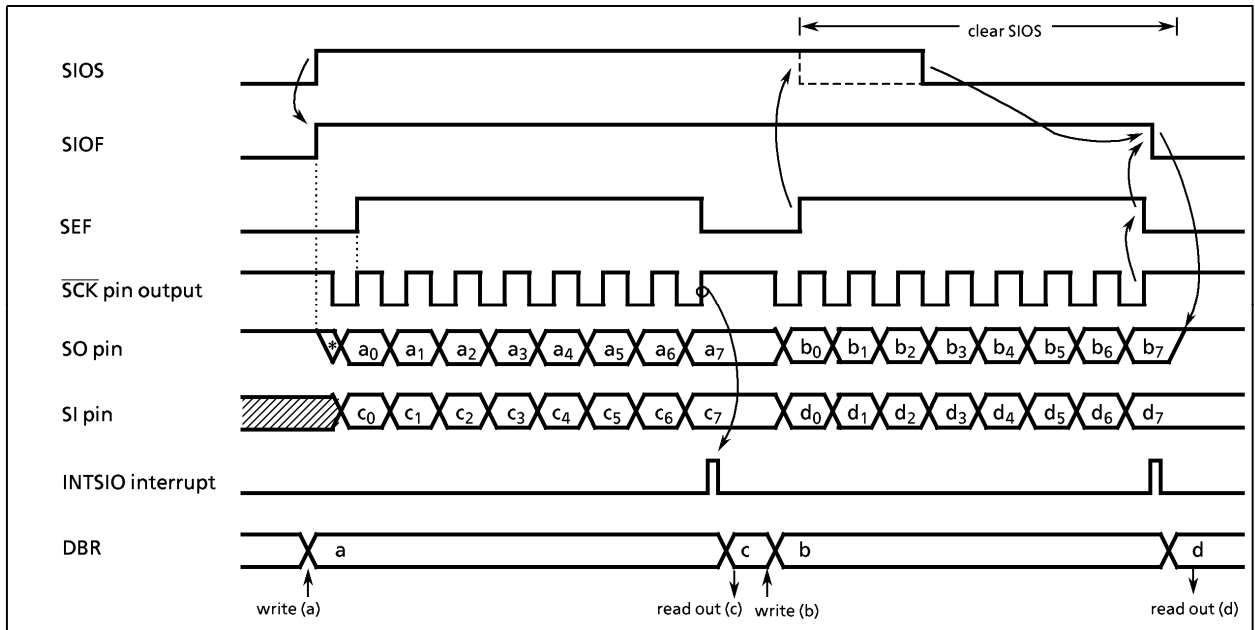 clear SIOS
SIOS
SIOF
SEF
SCK pin output
SO pin * a0 a1 a2 a3 a4 a5 a6 a7 b0 b1 b2 b3 b4 b5 b6 b7
SI pin c0 c1 c2 c3 c4 c5 c6 c7 d0 d1 d2 d3 d4 d5 d6 d7
INTSIO interrupt
DBR a c b d
write (a) read out (c) write (b) read out (d)